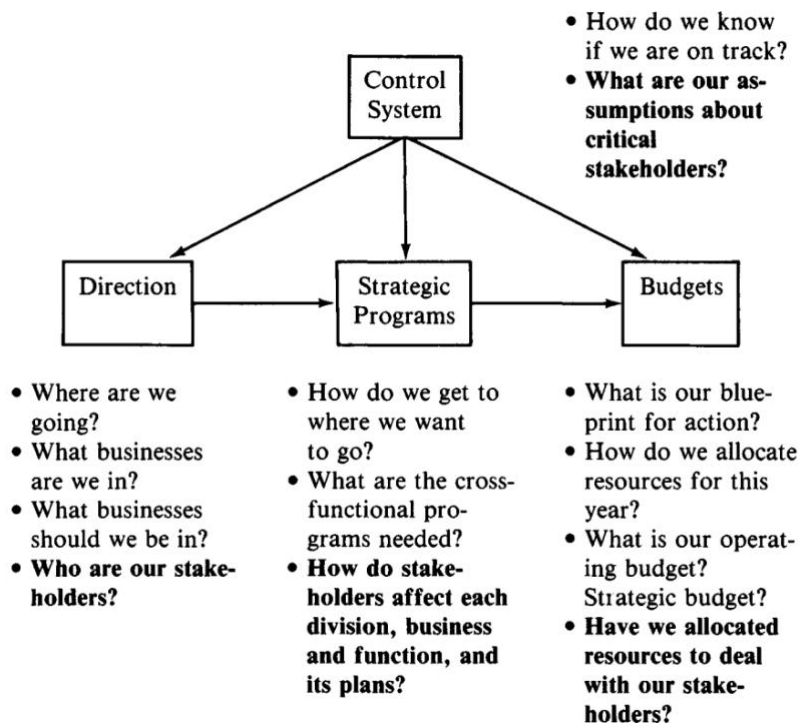 • How do we know
if we are on track?
• What are our as-
sumptions about
critical
stakeholders?
Control
System
Direction
Strategic
Programs
Budgets
• Where are we
going?
• What businesses
are we in?
• What businesses
should we be in?
• Who are our stake-
holders?
• How do we get to
where we want
to go?
• What are the cross-
functional pro-
grams needed?
• How do stake-
holders affect each
division, business
and function, and
its plans?
• What is our blue-
print for action?
• How do we allocate
resources for this
year?
• What is our operat-
ing budget?
Strategic budget?
• Have we allocated
resources to deal
with our stake-
holders?